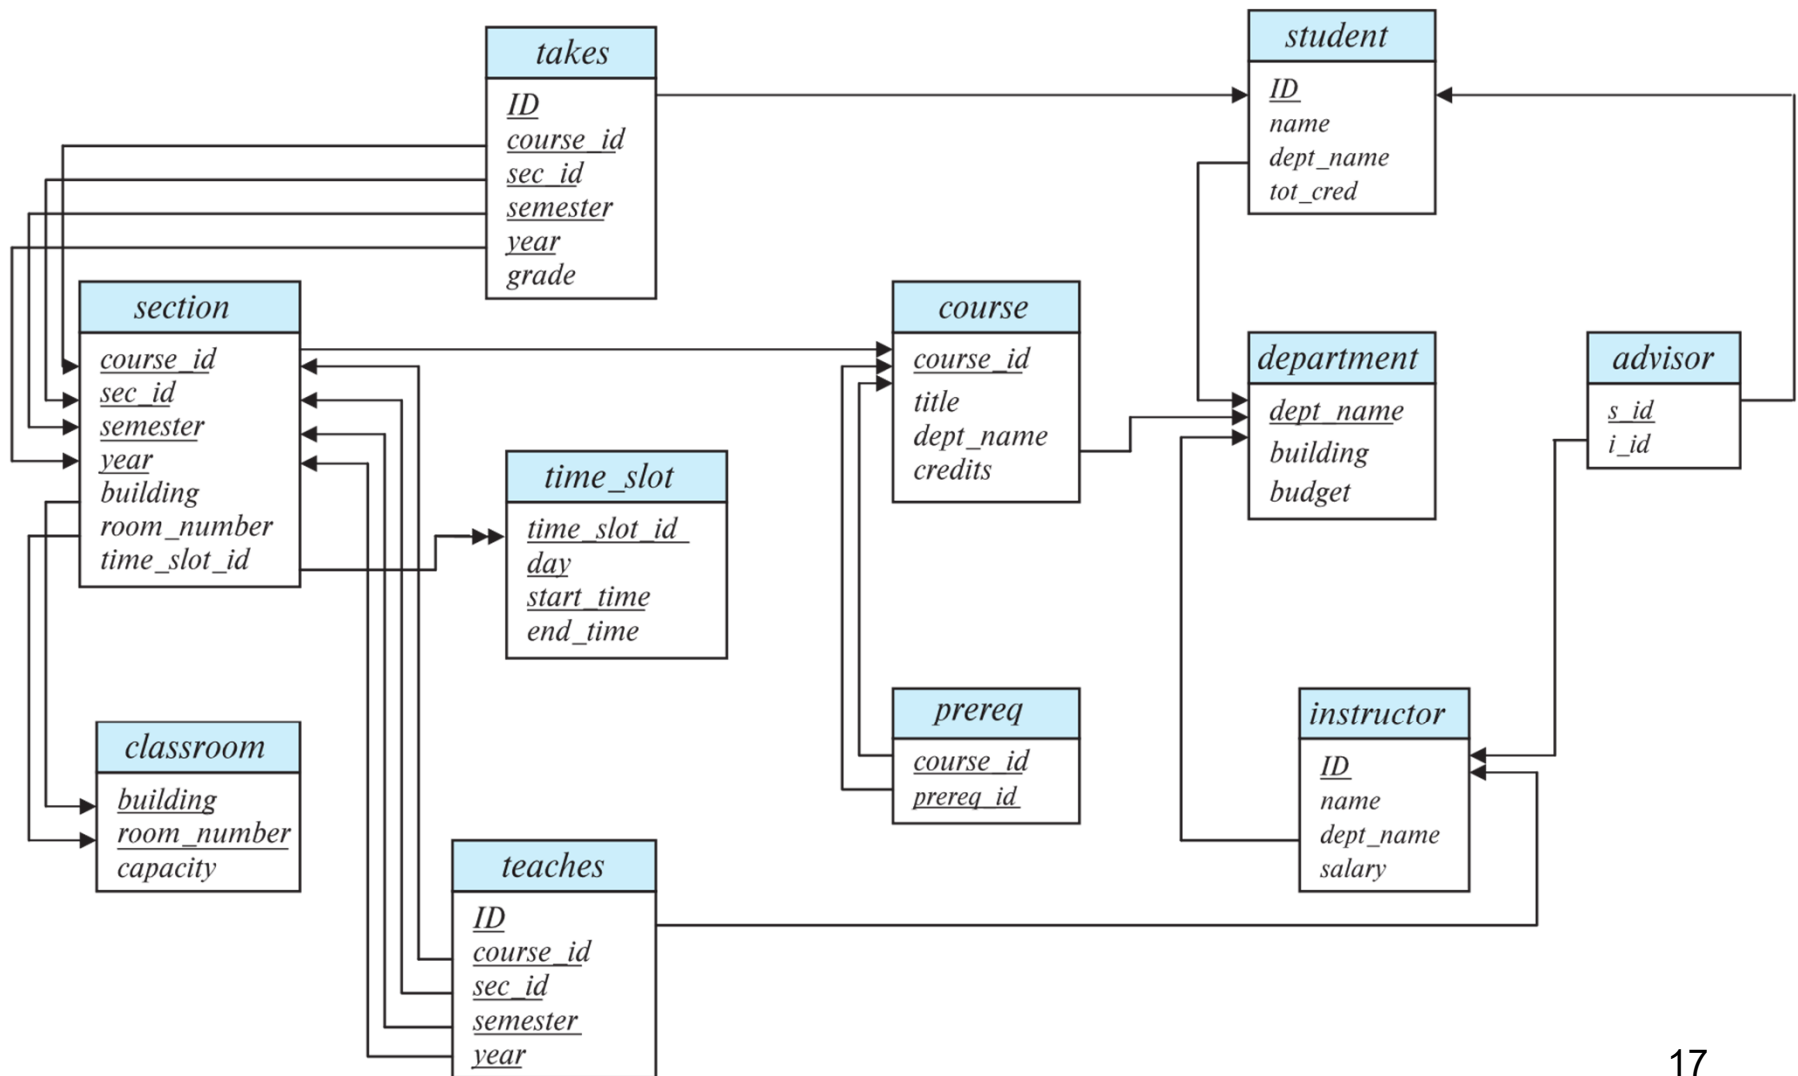 takes
ID
course_id
sec_id
semester
year
grade
student
ID
name
dept_name
tot_cred
section
course_id
sec_id
semester
year
building
room_number
time_slot_id
time_slot
time_slot_id
day
start_time
end_time
course
course_id
title
dept_name
credits
department
dept_name
building
budget
advisor
s_id
i_id
classroom
building
room_number
capacity
prereq
course_id
prereq_id
instructor
ID
name
dept_name
salary
teaches
ID
course_id
sec_id
semester
year
17